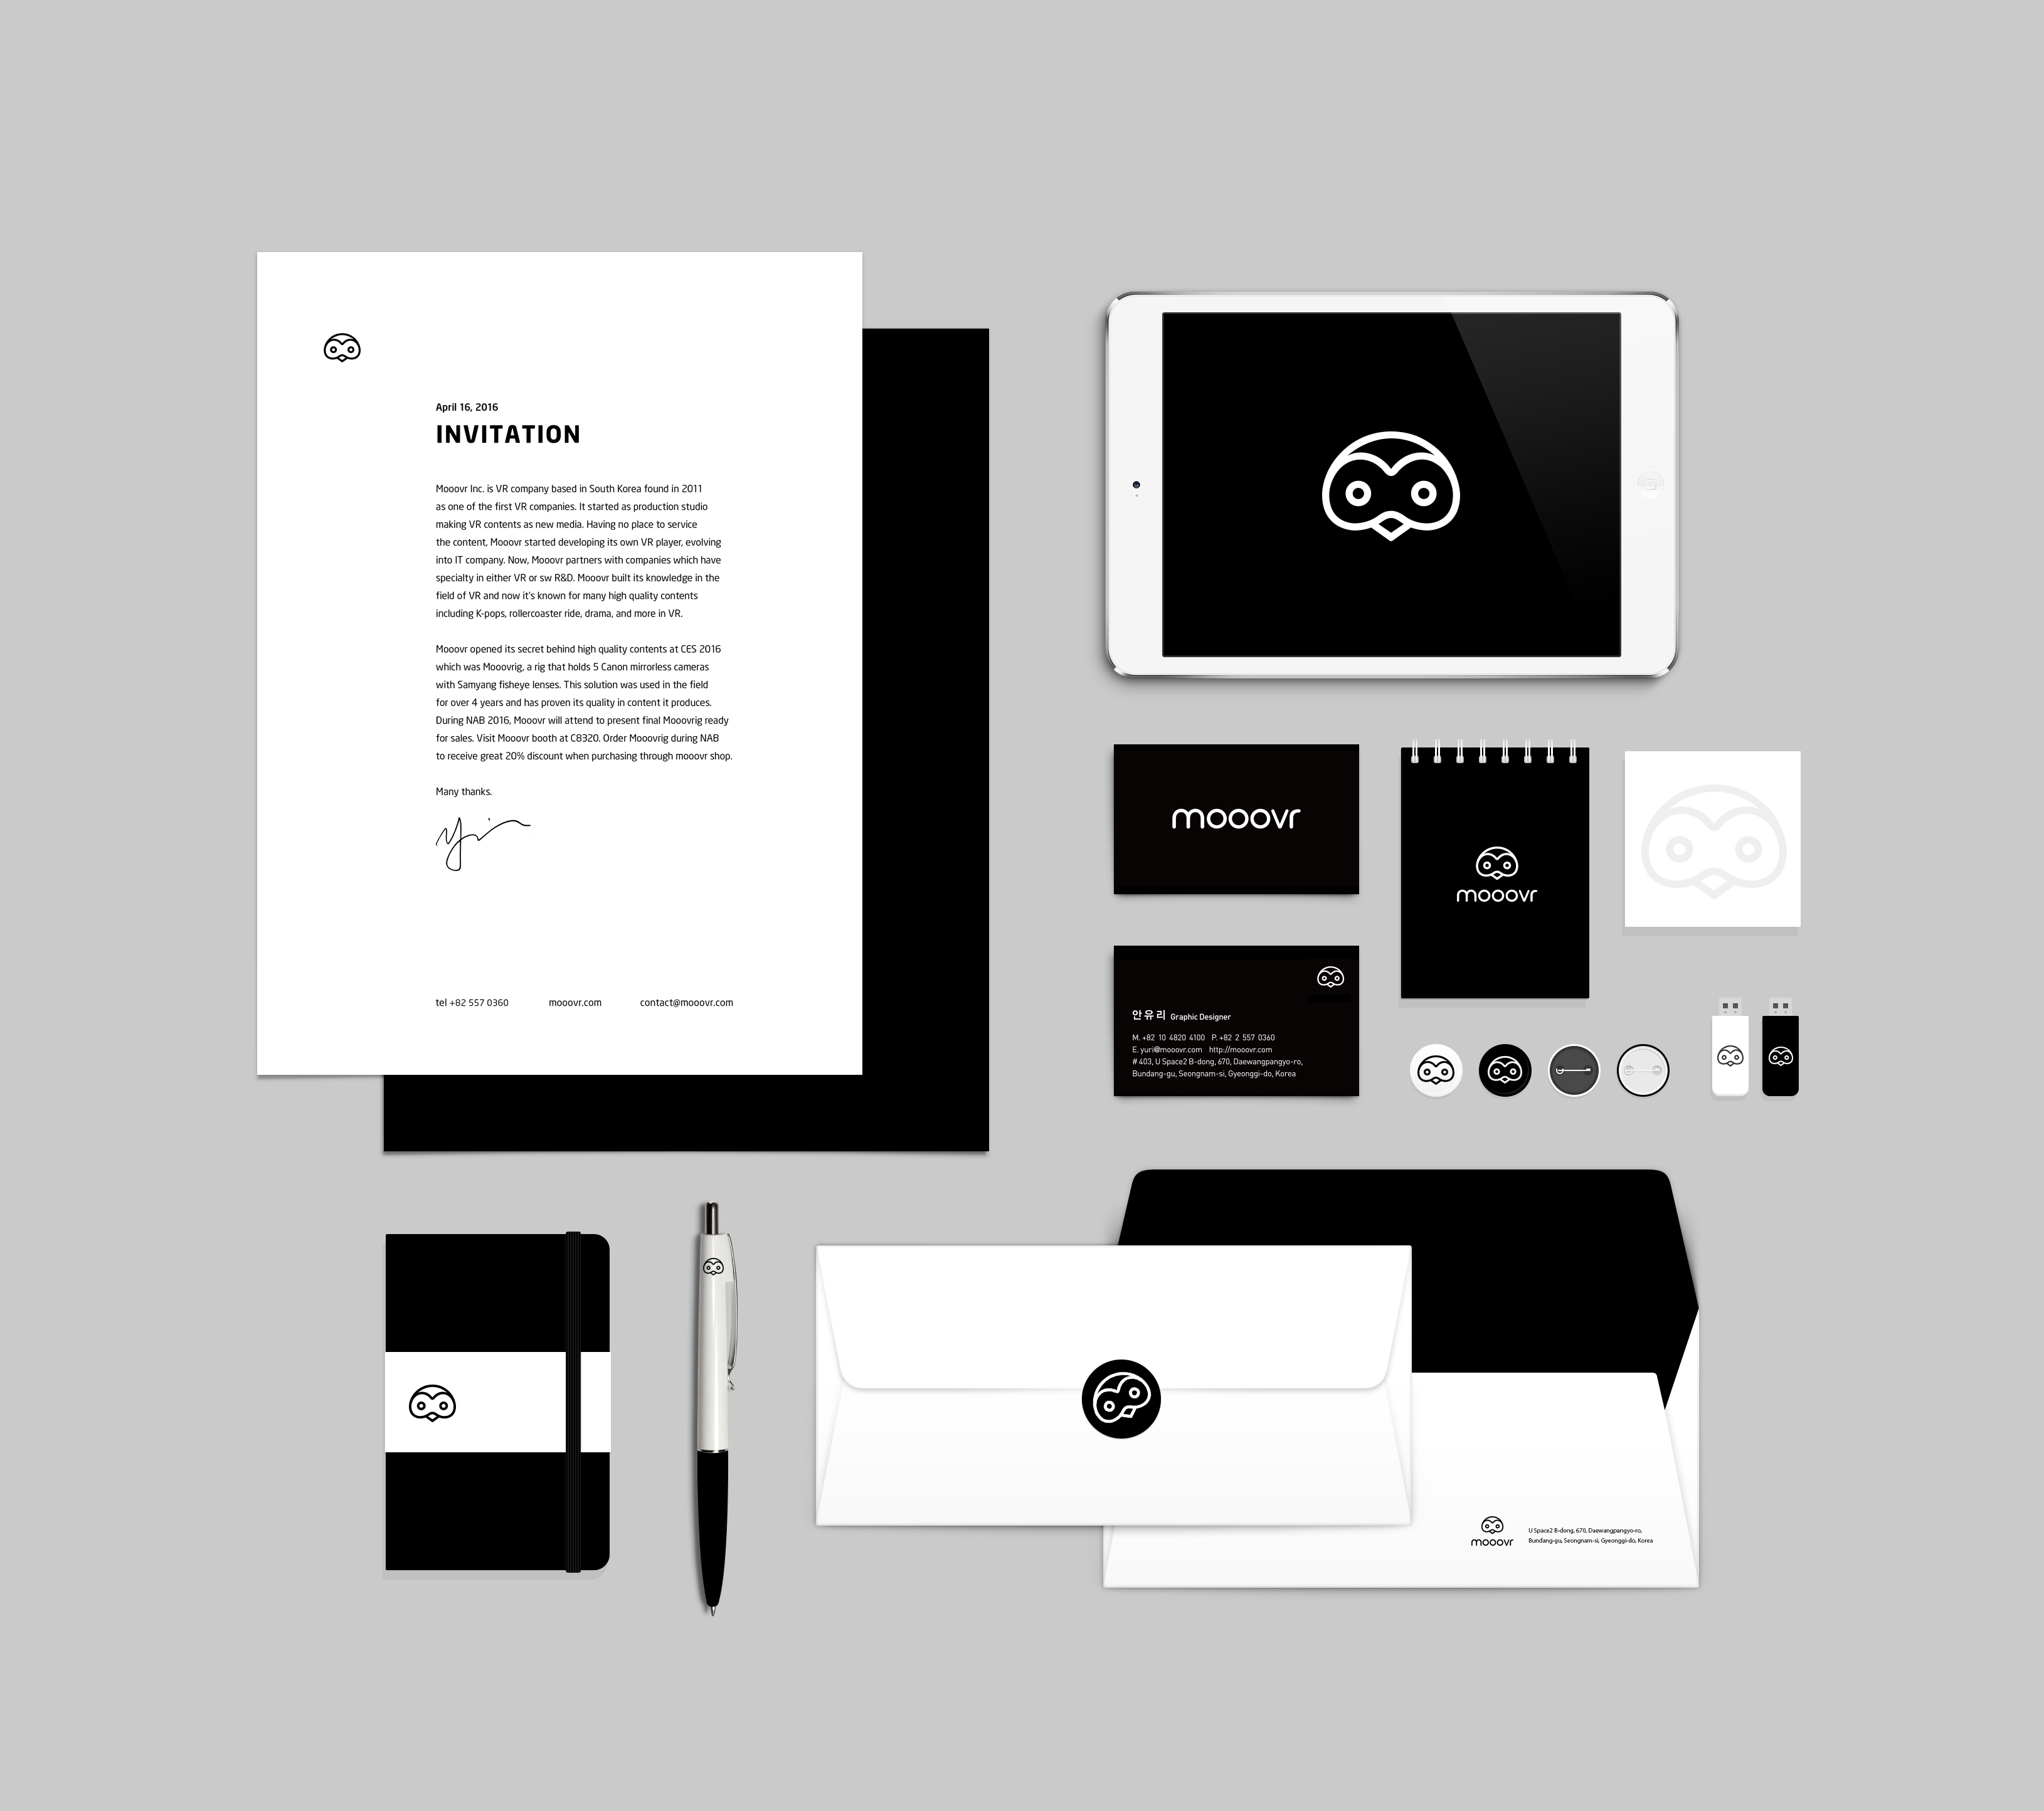 April 16, 2016
INVITATION
Mooovr Inc. is VR company based in South Korea found in 2011
as one of the first VR companies. It started as production studio
making VR contents as new media. Having no place to service
the content, Mooovr started developing its own VR player, evolving
into IT company. Now, Mooovr partners with companies which have
specialty in either VR or sw R&D. Mooovr built its knowledge in the
field of VR and now it's known for many high quality contents
including K-pops, rollercoaster ride, drama, and more in VR.
Mooovr opened its secret behind high quality contents at CES 2016
which was Mooovrig, a rig that holds 5 Canon mirrorless cameras
with Samyang fisheye lenses. This solution was used in the field
for over 4 years and has proven its quality in content it produces.
During NAB 2016, Mooovr will attend to present final Mooovrig ready
for sales. Visit Mooovr booth at C8320. Order Mooovrig during NAB
to receive great 20% discount when purchasing through mooovr shop.
Many thanks.
tel +82 557 0360 mooovr.com contact@mooovr.com
mooovr
mooovr
안유리 Graphic Designer
M. +82 10 4820 4100 P. +82 2 557 0360
E. yuri@mooovr.com http://mooovr.com
# 403, U Space2 B-dong, 670, Daewangpangyo-ro,
Bundang-gu, Seongnam-si, Gyeonggi-do, Korea
mooovr
U Space2 B-dong, 670, Daewangpangyo-ro,
Bundang-gu, Seongnam-si, Gyeonggi-do, Korea